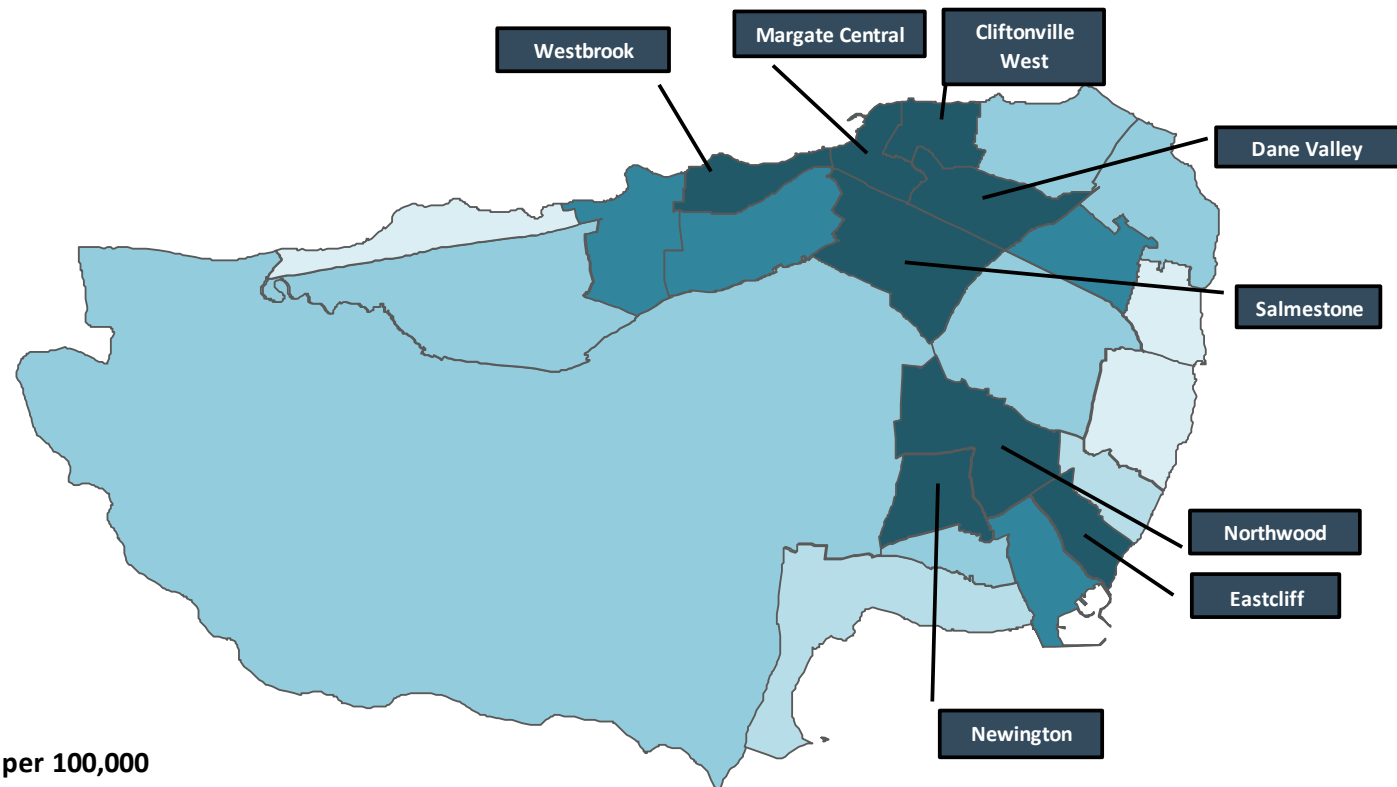 Westbrook
Margate Central
Cliftonville
West
Dane Valley
Salmestone
Northwood
Eastcliff
Newington
per 100,000